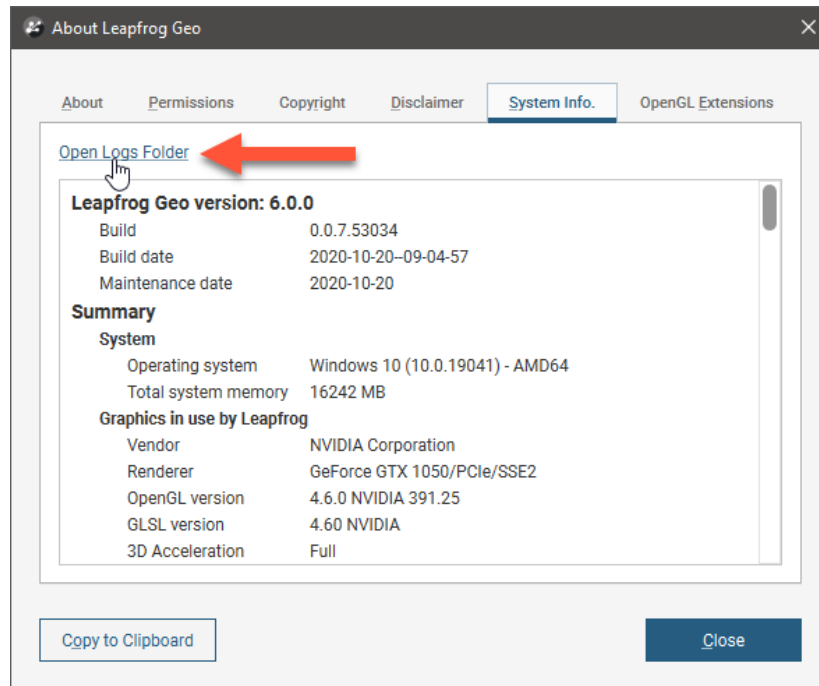 About Leapfrog Geo
About Permissions Copyright Disclaimer System Info. OpenGL Extensions
Open Logs Folder
Leapfrog Geo version: 6.0.0
Build 0.0.7.53034
Build date 2020-10-20--09-04-57
Maintenance date 2020-10-20
Summary
System
Operating system Windows 10 (10.0.19041) - AMD64
Total system memory 16242 MB
Graphics in use by Leapfrog
Vendor NVIDIA Corporation
Renderer GeForce GTX 1050/PCIe/SSE2
OpenGL version 4.6.0 NVIDIA 391.25
GLSL version 4.60 NVIDIA
3D Acceleration Full
Copy to Clipboard Close